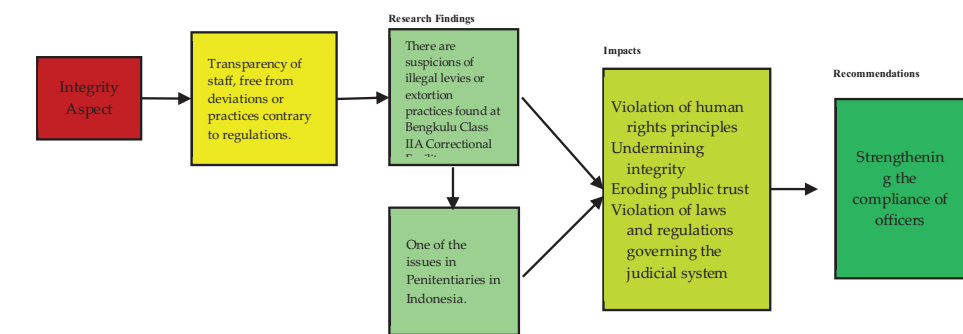 Research Findings
Integrity
Aspect
Transparency of
staff, free from
deviations or
practices contrary
to regulations.
There are
suspicions of
illegal levies or
extortion
practices found at
Bengkulu Class
IIA Correctional
One of the
issues in
Penitentiaries in
Indonesia.
Impacts
Violation of human
rights principles
Undermining
integrity
Eroding public trust
Violation of laws
and regulations
governing the
judicial system
Recommendations
Strengthenin
g the
compliance of
officers